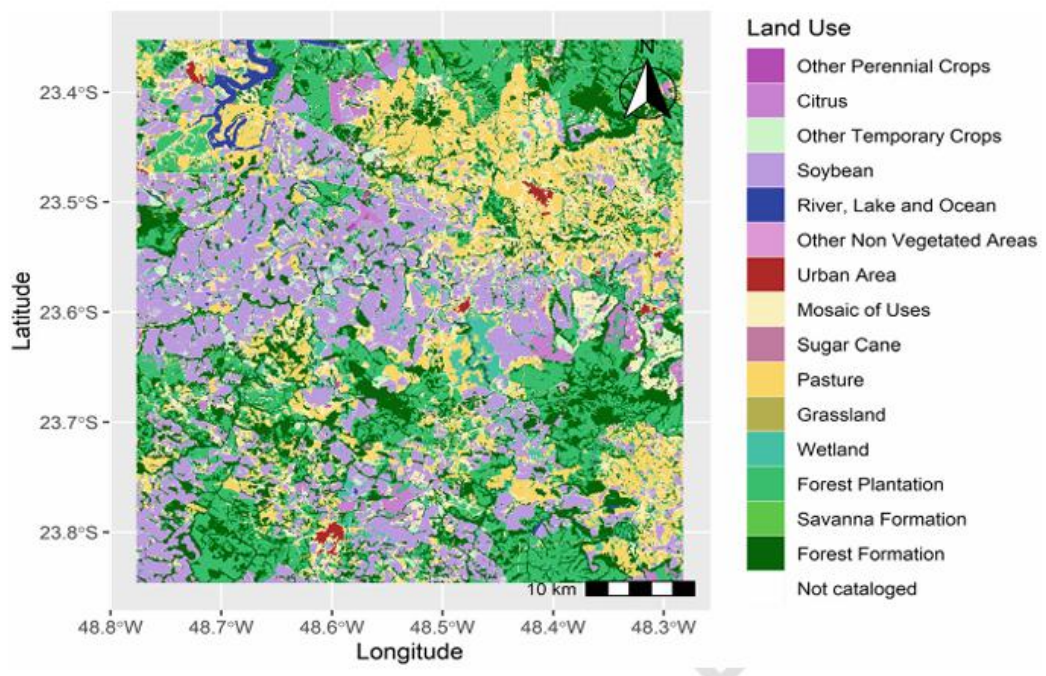 Land Use
Other Perennial Crops
Citrus
Other Temporary Crops
Soybean
River, Lake and Ocean
Other Non Vegetated Areas
Urban Area
Mosaic of Uses
Sugar Cane
Pasture
Grassland
Wetland
Forest Plantation
Savanna Formation
Forest Formation
Not cataloged
N
Latitude
23.4°S
23.5°S
23.6°S
23.7°S
23.8°S
10 km
48.8°W 48.7°W 48.6°W 48.5°W 48.4°W 48.3°W
Longitude